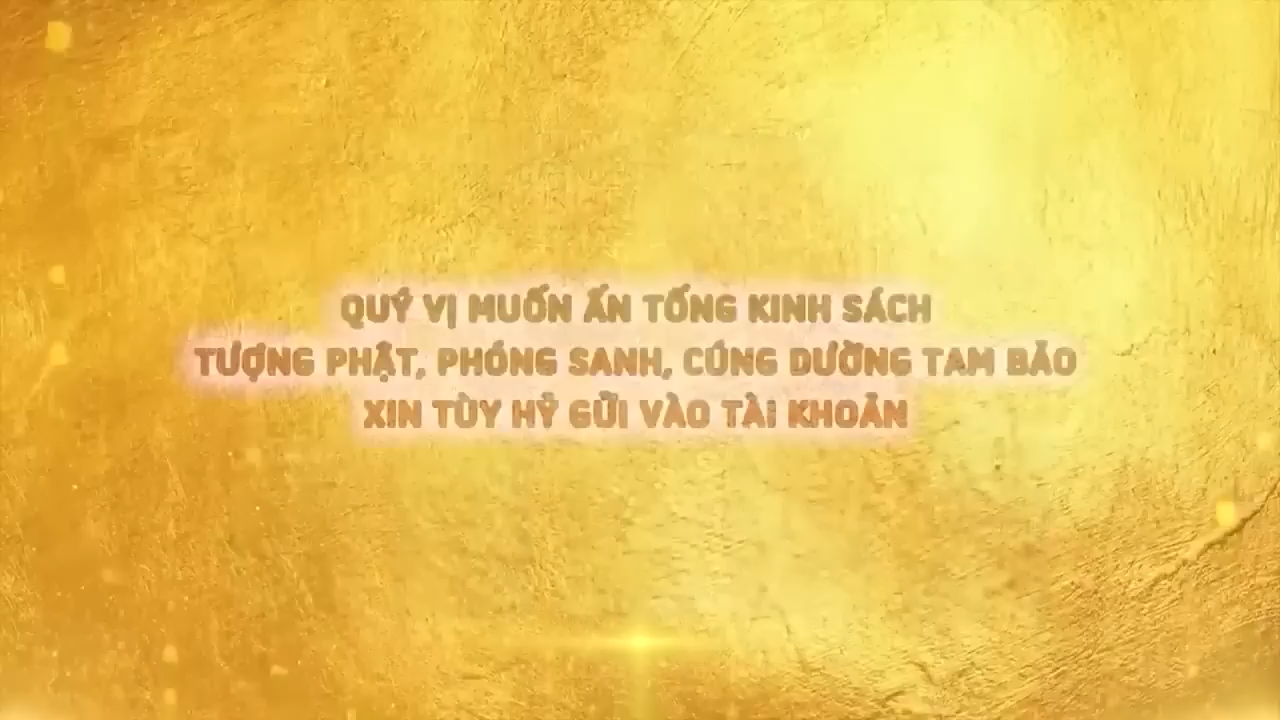 QUÝ VỊ MUỐN ẤN TỐNG KINH SÁCH
TƯỢNG PHẬT, PHÓNG SANH, CÚNG DƯỜNG TAM BẢO
XIN TÙY HỶ GỬI VÀO TÀI KHOẢN